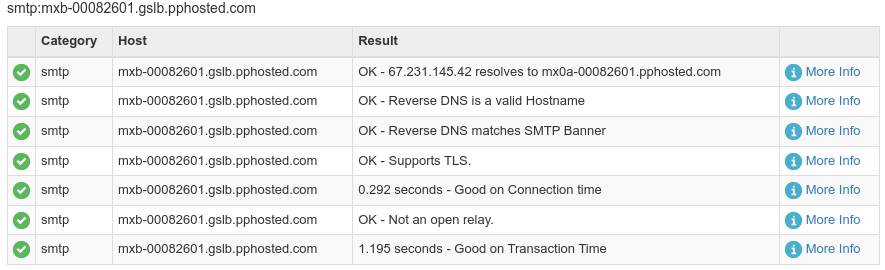 smtp:mxb-00082601.gslb.pphosted.com
Category Host Result
smtp mxb-00082601.gslb.pphosted.com OK - 67.231.145.42 resolves to mx0a-00082601.pphosted.com More Info
smtp mxb-00082601.gslb.pphosted.com OK - Reverse DNS is a valid Hostname More Info
smtp mxb-00082601.gslb.pphosted.com OK - Reverse DNS matches SMTP Banner More Info
smtp mxb-00082601.gslb.pphosted.com OK - Supports TLS. More Info
smtp mxb-00082601.gslb.pphosted.com 0.292 seconds - Good on Connection time More Info
smtp mxb-00082601.gslb.pphosted.com OK - Not an open relay. More Info
smtp mxb-00082601.gslb.pphosted.com 1.195 seconds - Good on Transaction Time More Info